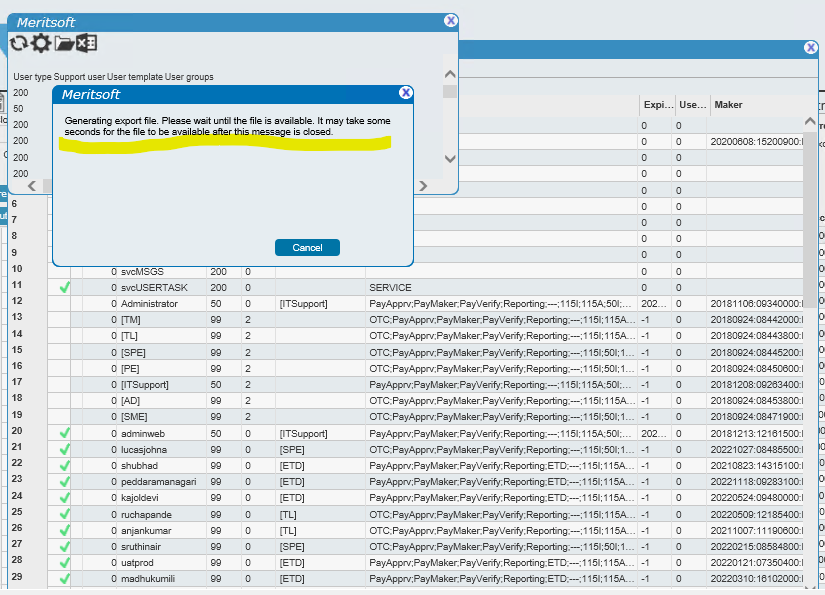 Meritsoft
User type Support user User template User groups
200
50
200
200
200
200
Meritsoft
Generating export file. Please wait until the file is available. It may take some
seconds for the file to be available after this message is closed.
Cancel
Expi... Use... Maker
0 0
0 0 20200608:15200900:
0 0
0 0
0 0
6 0 0
7 0 0
8 0 0
9 0 0
10 0 svcMSGS 200 0 0 0
11 0 svcUSERTASK 200 0 SERVICE 0 0
12 0 Administrator 50 0 [ITSupport] PayApprv;PayMaker;PayVerify;Reporting;---;115I;115A;50I;... 202... 0 20181106:09340000:
13 0 [TM] 99 2 OTC;PayApprv;PayMaker;PayVerify;Reporting;---;115I;115A... -1 0 20180924:08442000:
14 0 [TL] 99 2 OTC;PayApprv;PayMaker;PayVerify;Reporting;---;115I;115A... -1 0 20180924:08443800:
15 0 [SPE] 99 2 OTC;PayApprv;PayMaker;PayVerify;Reporting;---;115I;50I;1... -1 0 20180924:08445200:
16 0 [PE] 99 2 OTC;PayApprv;PayMaker;PayVerify;Reporting;---;115I;50I;1... -1 0 20180924:08450600:
17 0 [ITSupport] 50 2 PayApprv;PayMaker;PayVerify;Reporting;---;115I;115A;50I;... -1 0 20181208:09263400:
18 0 [AD] 99 2 OTC;PayApprv;PayMaker;PayVerify;Reporting;---;115I;115A... -1 0 20180924:08453800:
19 0 [SME] 99 2 OTC;PayApprv;PayMaker;PayVerify;Reporting;---;115I;50I;1... -1 0 20180924:08471900:
20 0 adminweb 50 0 [ITSupport] PayApprv;PayMaker;PayVerify;Reporting;---;115I;115A;50I;... 202... 0 20181213:12161500:
21 0 lucasjohna 99 0 [SPE] OTC;PayApprv;PayMaker;PayVerify;Reporting;---;115I;50I;1... -1 0 20221027:08485500:
22 0 shubhad 99 0 [ETD] PayApprv;PayMaker;PayVerify;Reporting;ETD;---;115I;115A... -1 0 20210823:14315100:
23 0 peddaramanagari 99 0 [ETD] PayApprv;PayMaker;PayVerify;Reporting;ETD;---;115I;115A... -1 0 20221118:09283100:
24 0 kajoldevi 99 0 [ETD] PayApprv;PayMaker;PayVerify;Reporting;ETD;---;115I;115A... -1 0 20220524:09480000:
25 0 ruchapande 99 0 [TL] OTC;PayApprv;PayMaker;PayVerify;Reporting;---;115I;115A... -1 0 20220509:12185400:
26 0 anjankumar 99 0 [TL] OTC;PayApprv;PayMaker;PayVerify;Reporting;---;115I;115A... -1 0 20211007:11190600:
27 0 sruthinair 99 0 [SPE] OTC;PayApprv;PayMaker;PayVerify;Reporting;---;115I;50I;1... -1 0 20220215:08584800:
28 0 uatprod 99 0 [ETD] PayApprv;PayMaker;PayVerify;Reporting;ETD;---;115I;115A... -1 0 20220121:07350400:
29 0 madhukumili 99 0 [ETD] PayApprv;PayMaker;PayVerify;Reporting;ETD;---;115I;115A... -1 0 20220310:16102000: